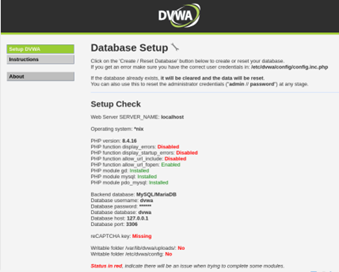 DVWA
Setup DVWA
Instructions
About
Database Setup
Click on the 'Create / Reset Database' button below to create or reset your database.
If you get an error make sure you have the correct user credentials in: /etc/dvwa/config/config.inc.php
If the database already exists, it will be cleared and the data will be reset.
You can also use this to reset the administrator credentials ("admin // password") at any stage.
Setup Check
Web Server SERVER_NAME: localhost
Operating system: *nix
PHP version: 8.4.16
PHP function display_errors: Disabled
PHP function display_startup_errors: Disabled
PHP function allow_url_include: Disabled
PHP function allow_url_fopen: Enabled
PHP module gd: Installed
PHP module mysql: Installed
PHP module pdo_mysql: Installed
Backend database: MySQL/MariaDB
Database username: dvwa
Database password: ******
Database database: dvwa
Database host: 127.0.0.1
Database port: 3306
reCAPTCHA key: Missing
Writable folder /var/lib/dvwa/uploads/: No
Writable folder /etc/dvwa/config: No
Status in red, indicate there will be an issue when trying to complete some modules.